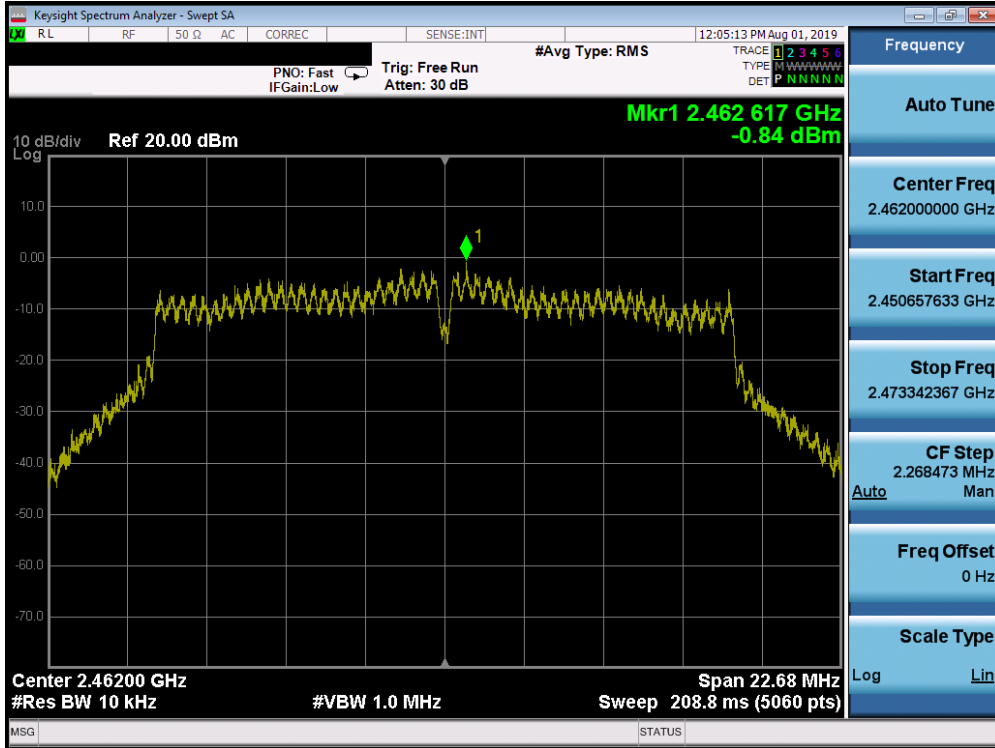 Keysight Spectrum Analyzer - Swept SA
LXI RL RF 50 Ω AC CORREC SENSE:INT 12:05:13 PM Aug 01, 2019
#Avg Type: RMS TRACE 1 2 3 4 5 6
PNO: Fast Trig: Free Run TYPE M WWWWW
IFGain:Low Atten: 30 dB DET P N N N N N
Mkr1 2.462 617 GHz
-0.84 dBm
10 dB/div Ref 20.00 dBm
Log
1
10.0
0.00
-10.0
-20.0
-30.0
-40.0
-50.0
-60.0
-70.0
Center 2.46200 GHz Span 22.68 MHz
#Res BW 10 kHz #VBW 1.0 MHz Sweep 208.8 ms (5060 pts)
MSG STATUS
Frequency
Auto Tune
Center Freq
2.462000000 GHz
Start Freq
2.450657633 GHz
Stop Freq
2.473342367 GHz
CF Step
2.268473 MHz
Auto Man
Freq Offset
0 Hz
Scale Type
Log Lin